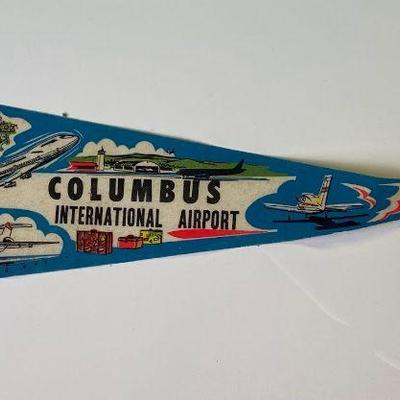 COLUMBUS
INTERNATIONAL AIRPORT